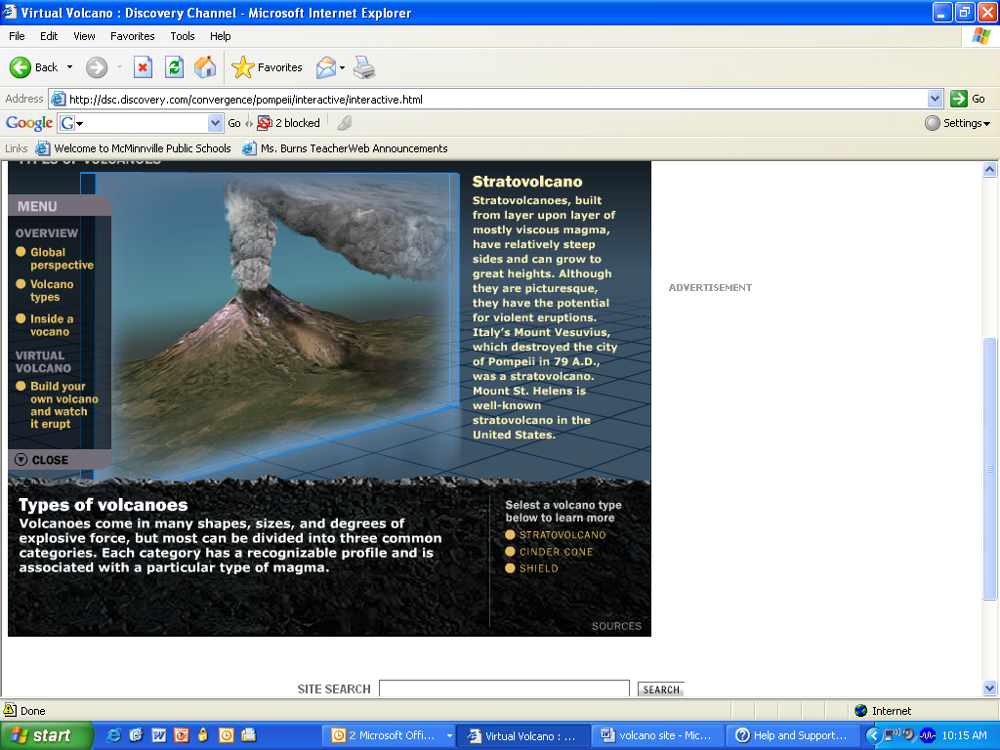 Virtual Volcano : Discovery Channel - Microsoft Internet Explorer
File Edit View Favorites Tools Help
Back Favorites
Address http://dsc.discovery.com/convergence/pompeii/interactive/interactive.html Go
Google G Go 2 blocked Settings
Links Welcome to McMinnville Public Schools Ms. Burns TeacherWeb Announcements
TYPES OF VOLCANOES
MENU
OVERVIEW
Global
perspective
Volcano
types
Inside a
vocano
VIRTUAL
VOLCANO
Build your
own volcano
and watch
it erupt
CLOSE
Stratovolcano
Stratovolcanoes, built
from layer upon layer of
mostly viscous magma,
have relatively steep
sides and can grow to
great heights. Although
they are picturesque,
they have the potential
for violent eruptions.
Italy's Mount Vesuvius,
which destroyed the city
of Pompeii in 79 A.D.,
was a stratovolcano.
Mount St. Helens is
well-known
stratovolcano in the
United States.
ADVERTISEMENT
Types of volcanoes
Volcanoes come in many shapes, sizes, and degrees of
explosive force, but most can be divided into three common
categories. Each category has a recognizable profile and is
associated with a particular type of magma.
Select a volcano type
below to learn more
STRATOVOLCANO
CINDER CONE
SHIELD
SOURCES
SITE SEARCH SEARCH
Done Internet
start 2 Microsoft Offi... Virtual Volcano : ... volcano site - Mic... Help and Support... 10:15 AM